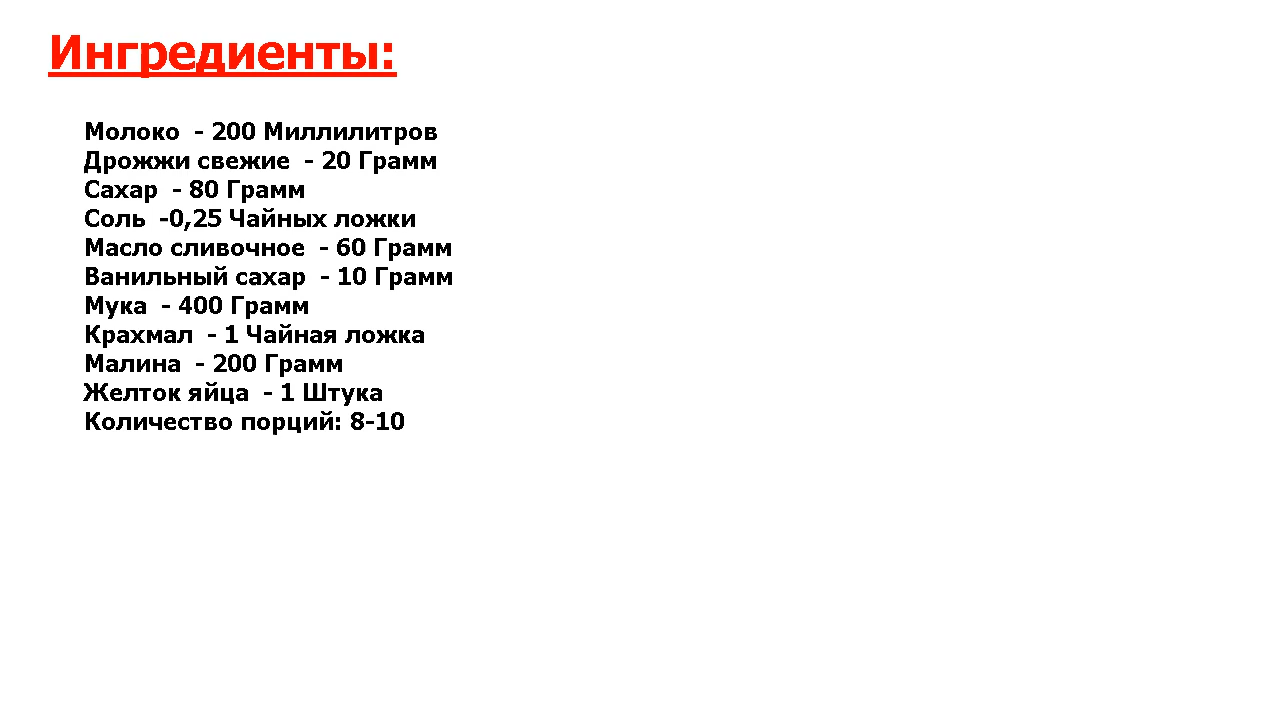 Ингредиенты:
Молоко  - 200 Миллилитров
Дрожжи свежие  - 20 Грамм
Сахар  - 80 Грамм
Соль  -0,25 Чайных ложки
Масло сливочное  - 60 Грамм
Ванильный сахар  - 10 Грамм
Мука  - 400 Грамм
Крахмал  - 1 Чайная ложка
Малина  - 200 Грамм
Желток яйца  - 1 Штука
Количество порций: 8-10